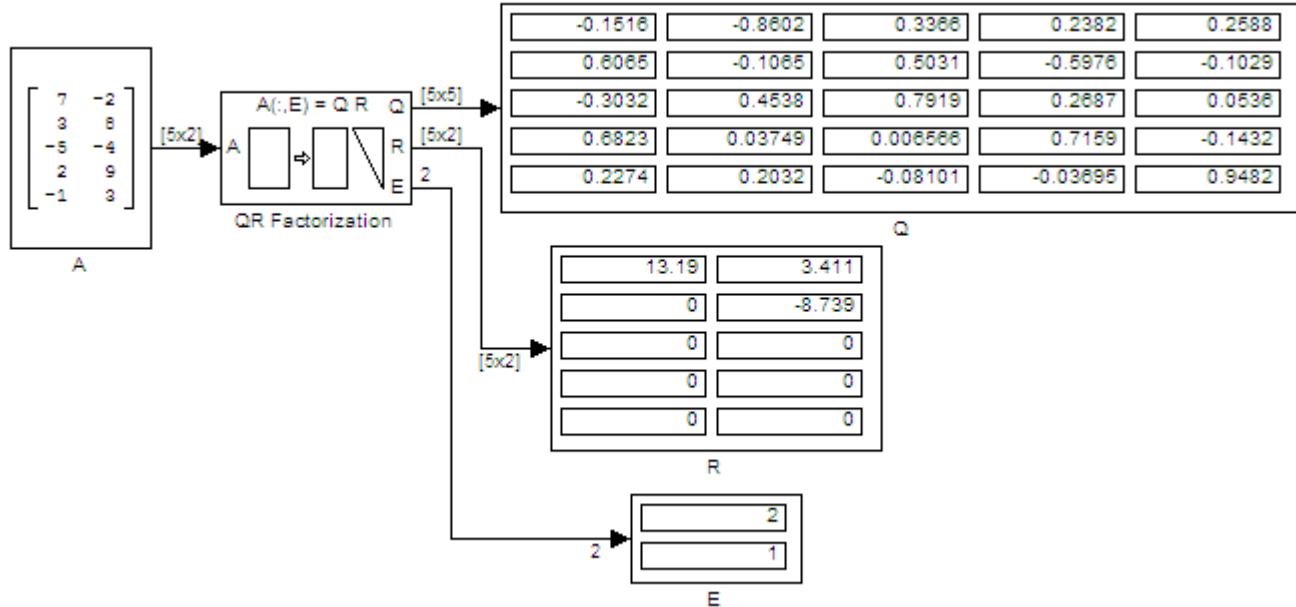 -0.1516 -0.8602 0.3366 0.2382 0.2588
0.6065 -0.1065 0.5031 -0.5976 -0.1029
-0.3032 0.4538 0.7919 0.2687 0.0536
0.6823 0.03749 0.006566 0.7159 -0.1432
0.2274 0.2032 -0.08101 -0.03695 0.9482
Q
7 -2
3 8
-5 -4
2 9
-1 3
A
[5x2]
A(:,E) = Q R
A
Q
R
E
QR Factorization
[5x5]
[5x2]
2
13.19 3.411
0 -8.739
0 0
0 0
0 0
[5x2]
R
2
1
2
E